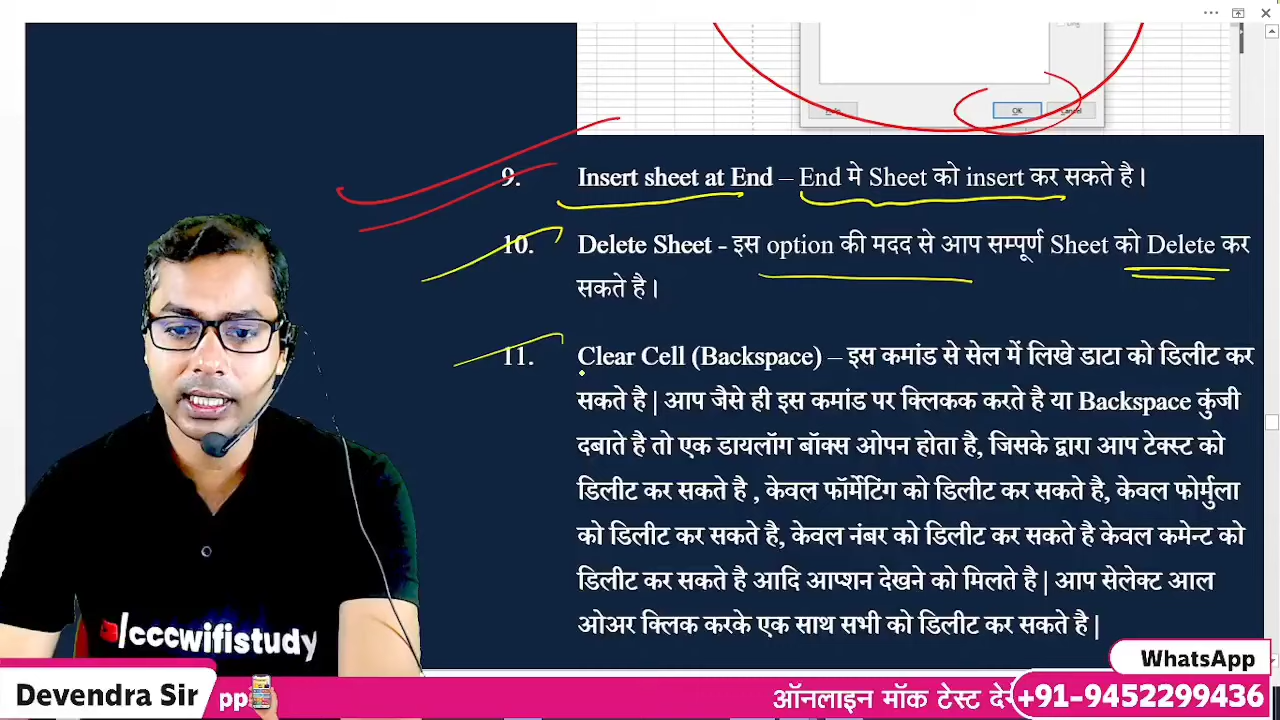 OK
Cancel
9. Insert sheet at End – End मे Sheet को insert कर सकते है।
10. Delete Sheet - इस option की मदद से आप सम्पूर्ण Sheet को Delete कर
सकते है।
11. Clear Cell (Backspace) – इस कमांड से सेल में लिखे डाटा को डिलीट कर
सकते है | आप जैसे ही इस कमांड पर क्लिकक करते है या Backspace कुंजी
दबाते है तो एक डायलॉग बॉक्स ओपन होता है, जिसके द्वारा आप टेक्स्ट को
डिलीट कर सकते है , केवल फॉर्मेटिंग को डिलीट कर सकते है, केवल फोर्मुला
को डिलीट कर सकते है, केवल नंबर को डिलीट कर सकते है केवल कमेन्ट को
डिलीट कर सकते है आदि आप्शन देखने को मिलते है | आप सेलेक्ट आल
ओअर क्लिक करके एक साथ सभी को डिलीट कर सकते है |
/cccwifistudy
WhatsApp
Devendra Sir
pp
ऑनलाइन मॉक टेस्ट दे
+91-9452299436